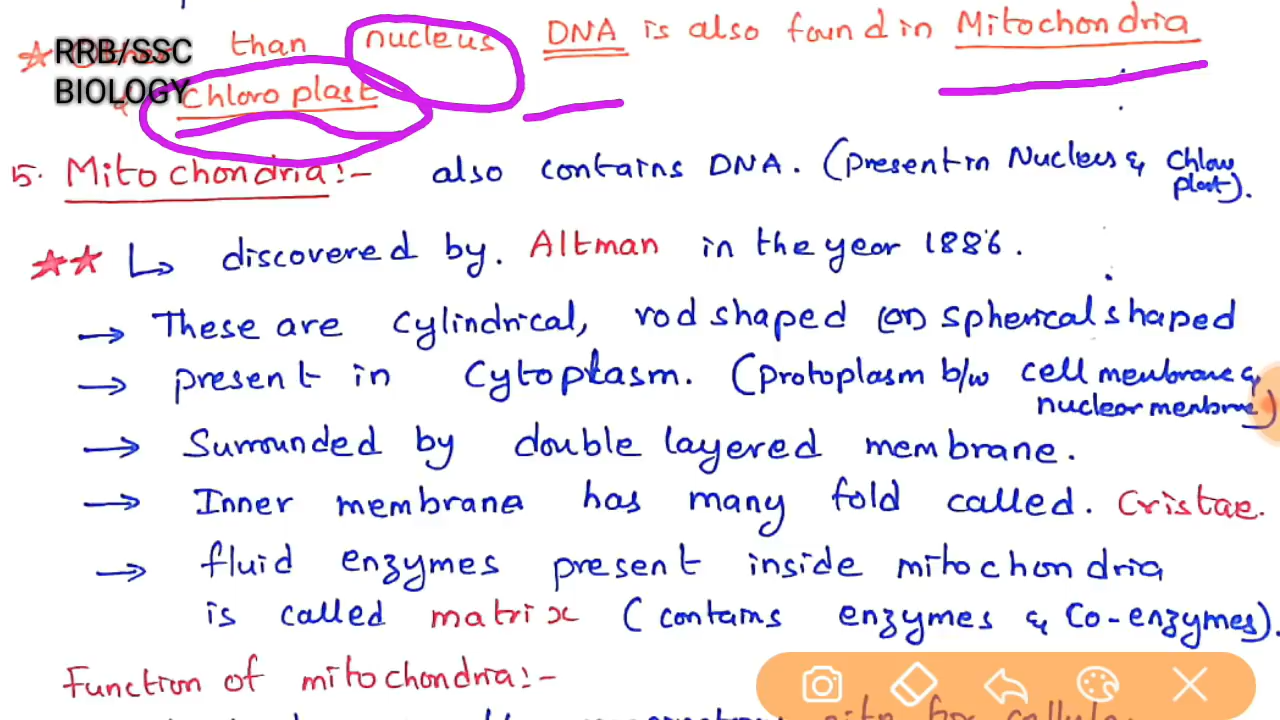 RRB/SSC
BIOLOGY
than nucleus DNA is also found in Mitochondria
& Chloroplast
5. Mitochondria:- also contains DNA. (present in Nucleus & Chloro
plast).
↳ discovered by. Altman in the year 1886.
→ These are cylindrical, rod shaped (or) spherical shaped
→ present in cytoplasm. (protoplasm b/w cell membrane &
nuclear membrane)
→ Surrounded by double layered membrane.
→ Inner membrane has many fold called. Cristae.
→ fluid enzymes present inside mitochondria
is called matrix (contains enzymes & Co-enzymes).
Function of mitochondria:-